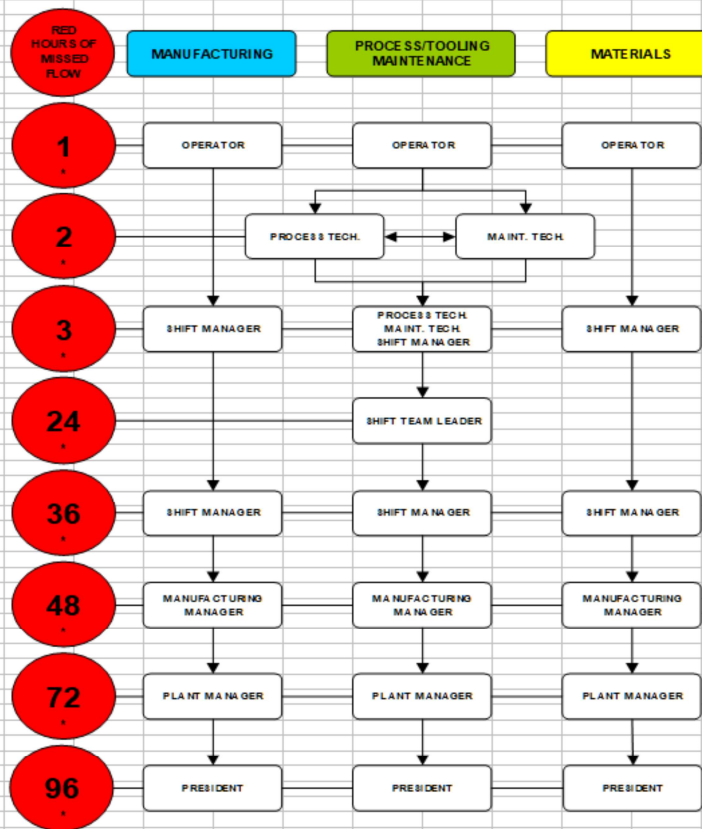 RED
HOURS OF
MISSED
FLOW
MANUFACTURING
PROCESS/TOOLING
MAINTENANCE
MATERIALS
1
*
OPERATOR
OPERATOR
OPERATOR
2
*
PROCESS TECH.
MAINT. TECH.
3
*
SHIFT MANAGER
PROCESS TECH.
MAINT. TECH.
SHIFT MANAGER
SHIFT MANAGER
24
*
SHIFT TEAM LEADER
36
*
SHIFT MANAGER
SHIFT MANAGER
SHIFT MANAGER
48
*
MANUFACTURING
MANAGER
MANUFACTURING
MANAGER
MANUFACTURING
MANAGER
72
*
PLANT MANAGER
PLANT MANAGER
PLANT MANAGER
96
*
PRESIDENT
PRESIDENT
PRESIDENT